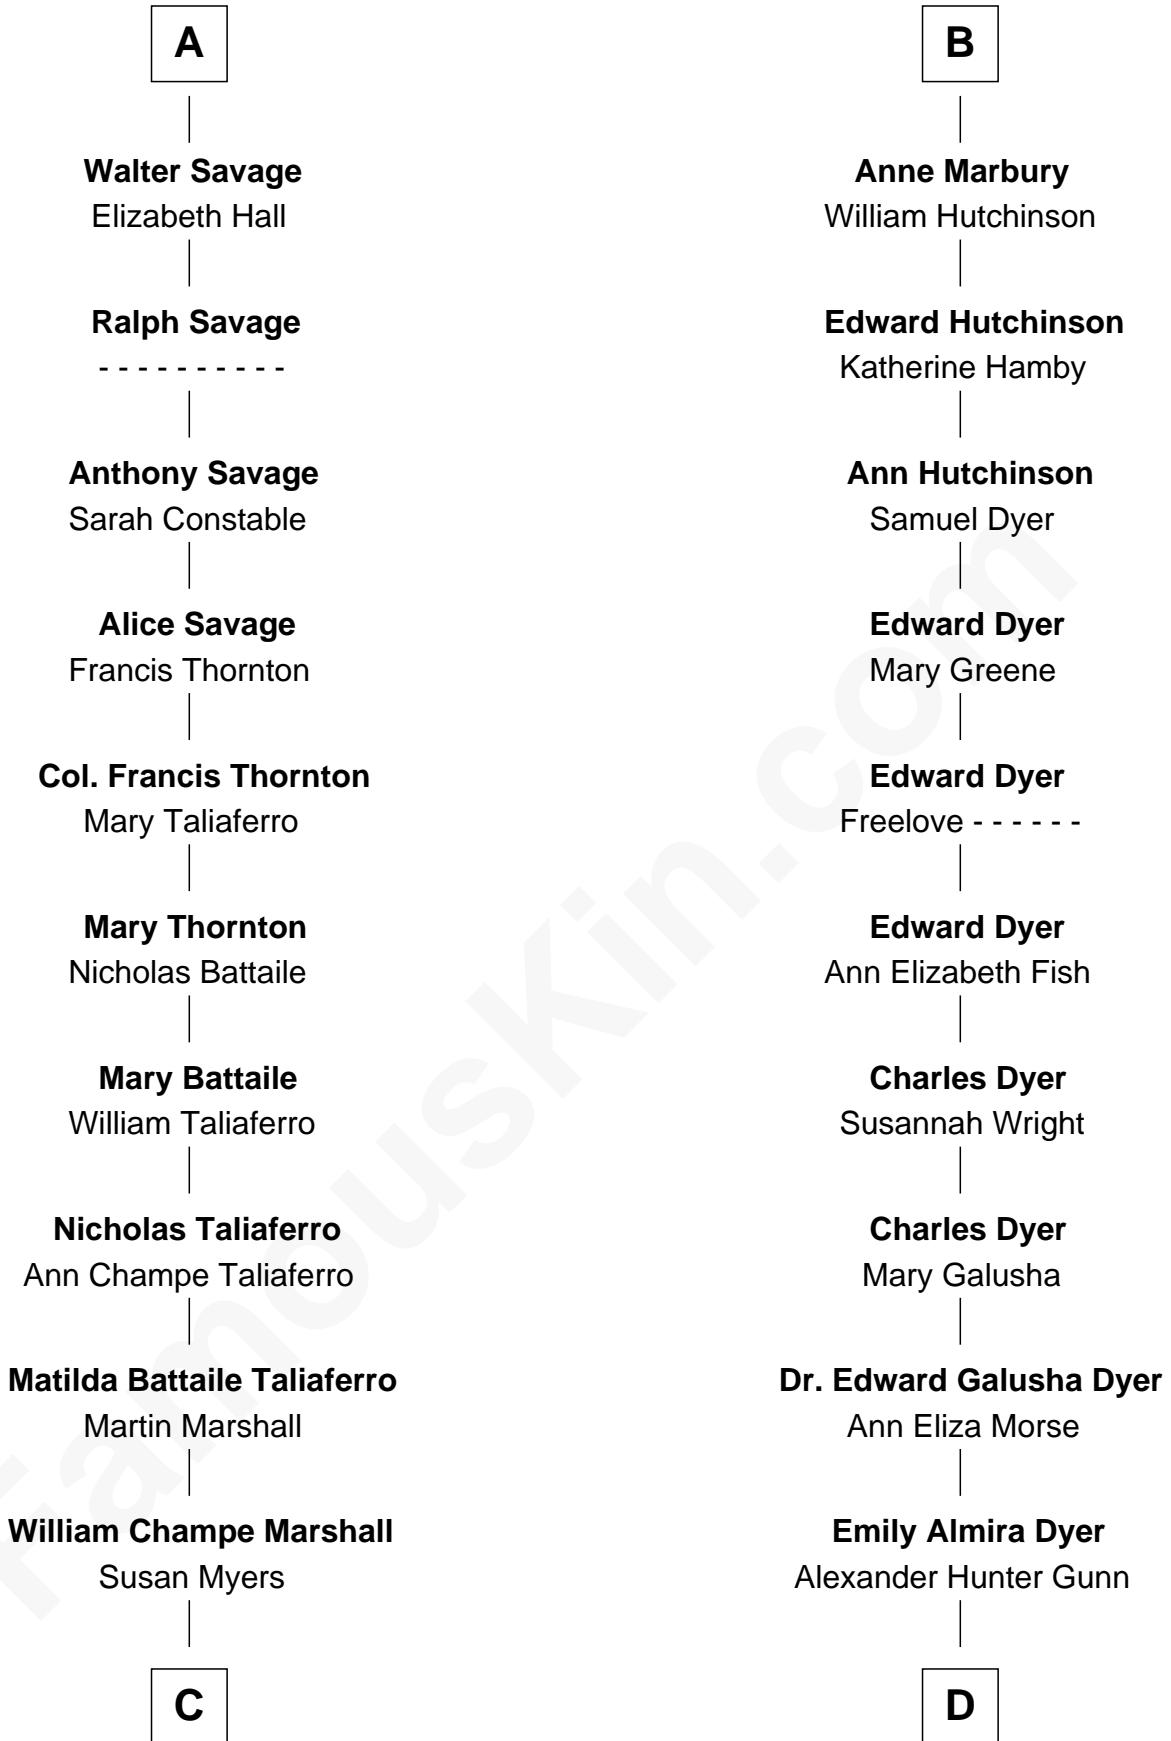 A
Walter Savage
Elizabeth Hall
Ralph Savage
- - - - - - - - - -
Anthony Savage
Sarah Constable
Alice Savage
Francis Thornton
Col. Francis Thornton
Mary Taliaferro
Mary Thornton
Nicholas Battaile
Mary Battaile
William Taliaferro
Nicholas Taliaferro
Ann Champe Taliaferro
Matilda Battaile Taliaferro
Martin Marshall
William Champe Marshall
Susan Myers
C
B
Anne Marbury
William Hutchinson
Edward Hutchinson
Katherine Hamby
Ann Hutchinson
Samuel Dyer
Edward Dyer
Mary Greene
Edward Dyer
Freelove - - - - - -
Edward Dyer
Ann Elizabeth Fish
Charles Dyer
Susannah Wright
Charles Dyer
Mary Galusha
Dr. Edward Galusha Dyer
Ann Eliza Morse
Emily Almira Dyer
Alexander Hunter Gunn
D
FamousKin.com